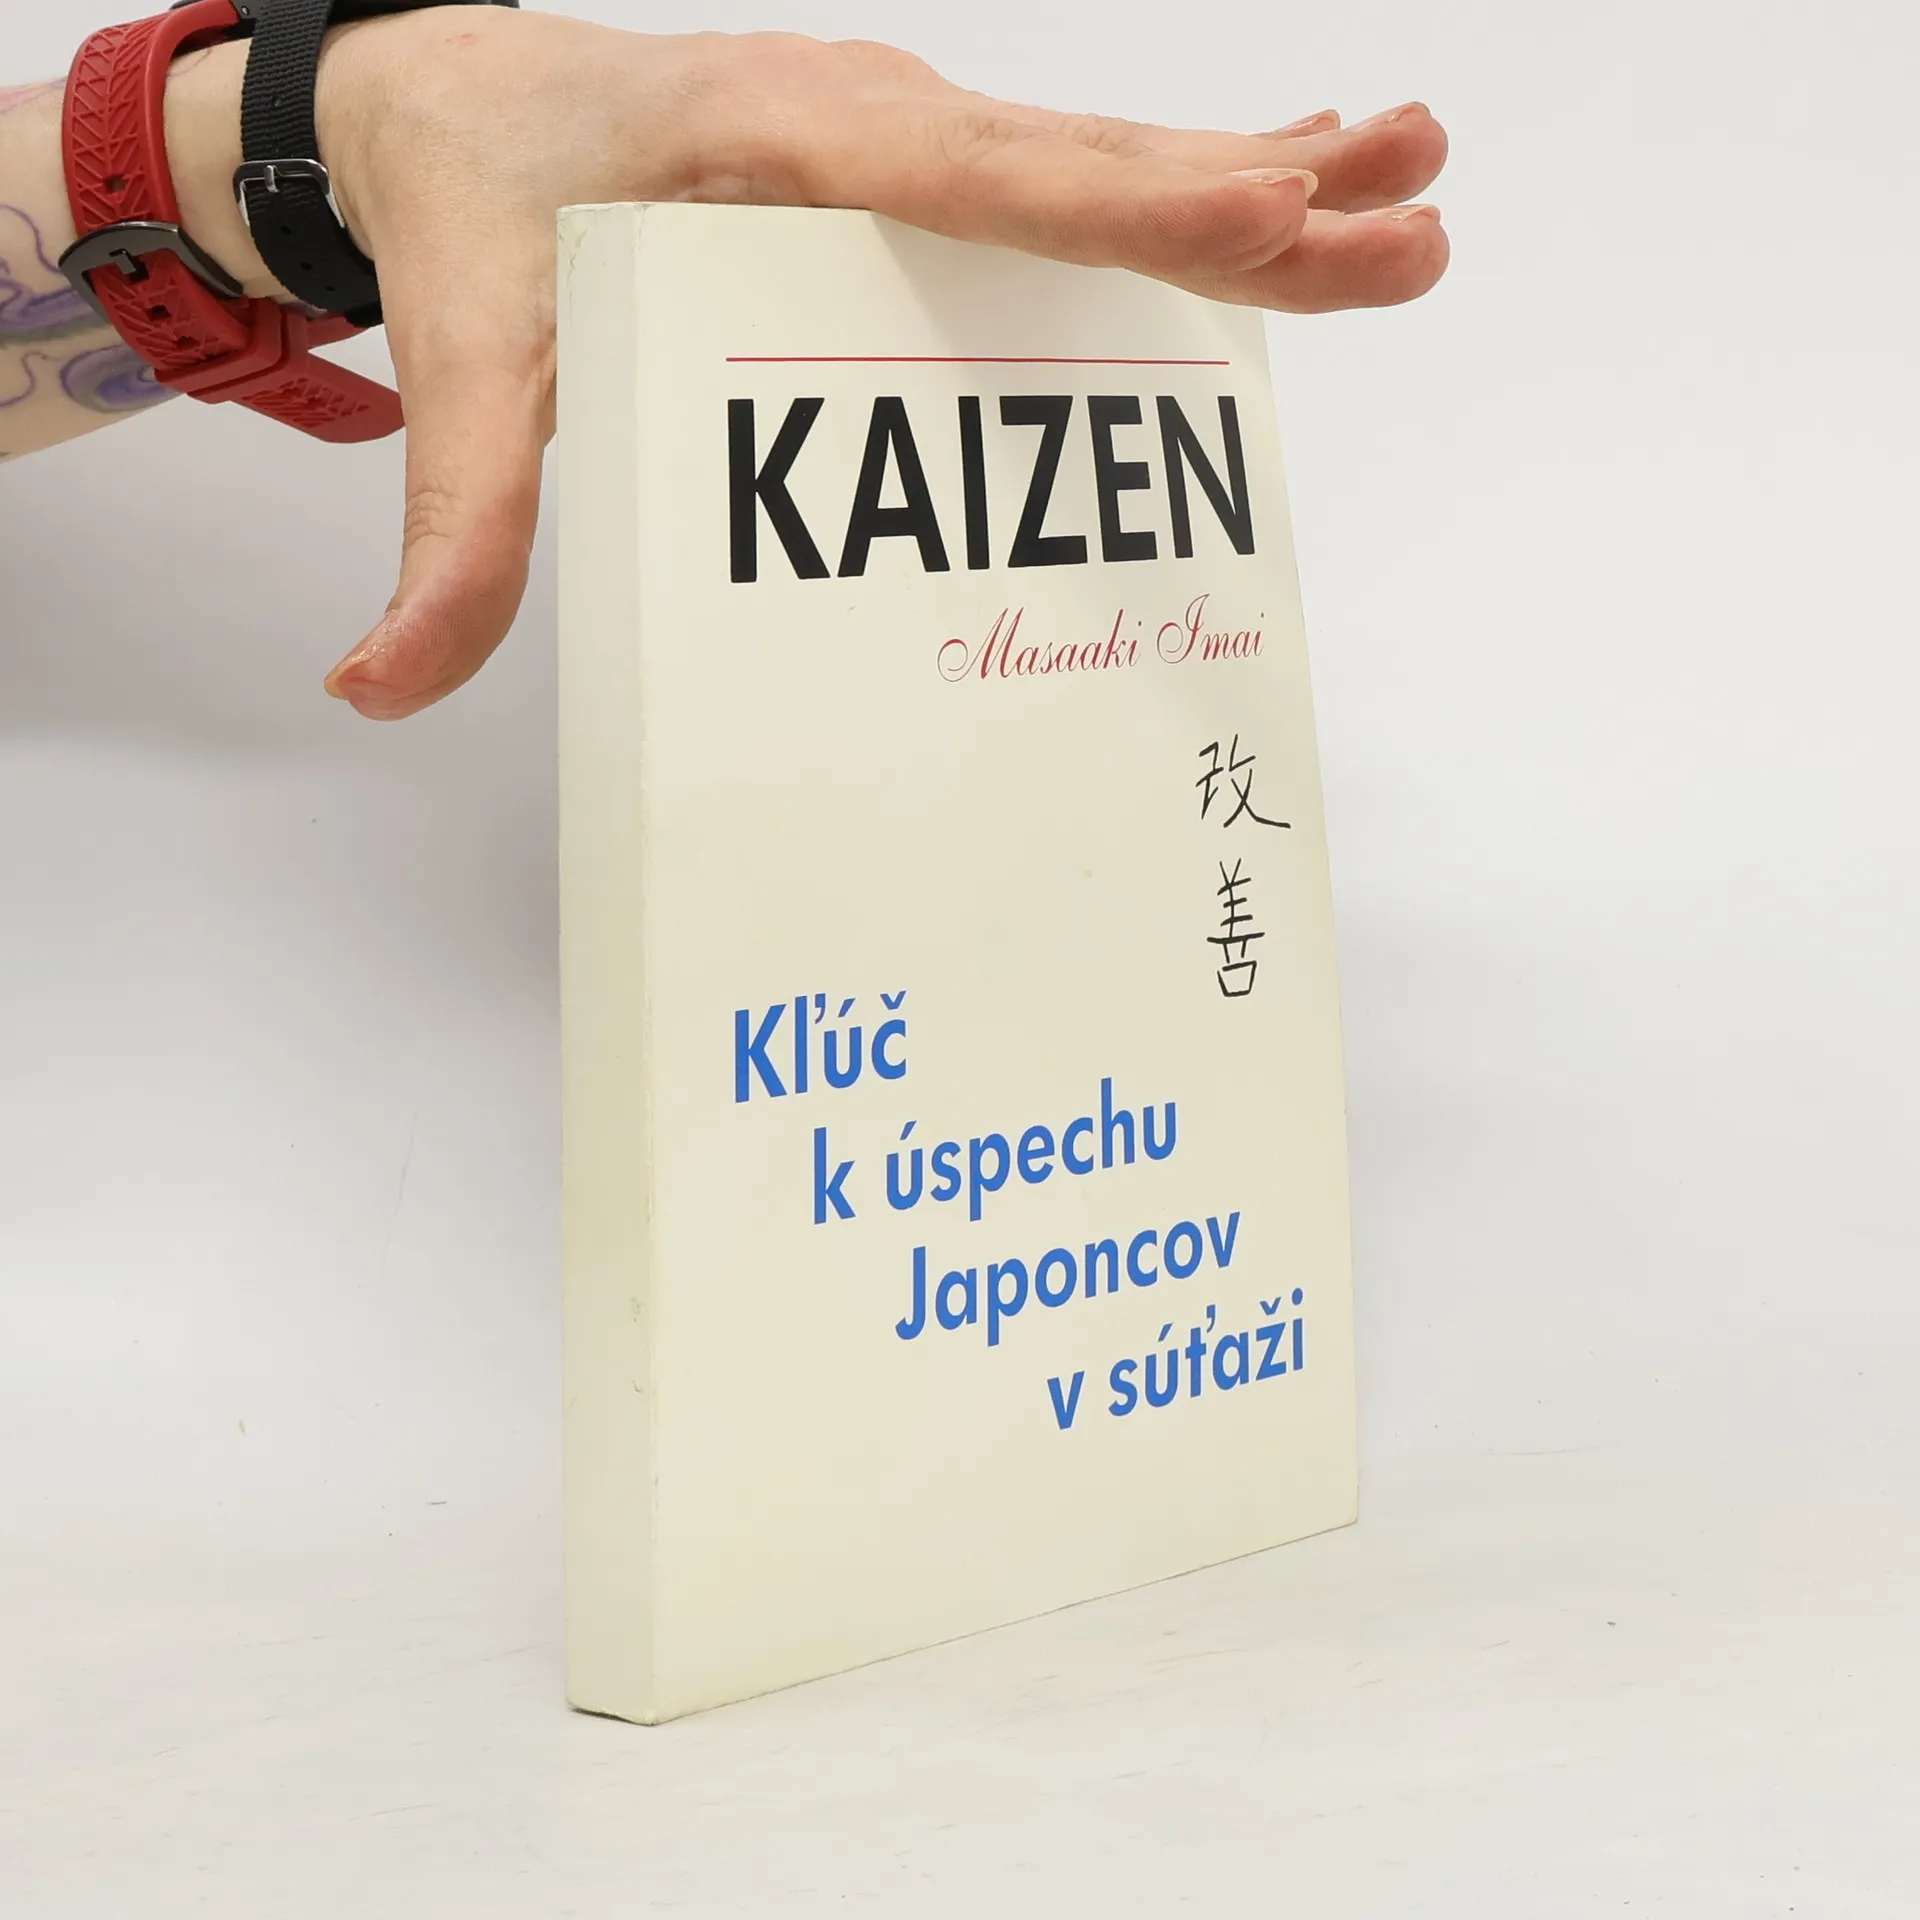 KAIZEN
Masaaki Imai
改
善
Kľúč
k úspechu
Japoncov
v súťaži